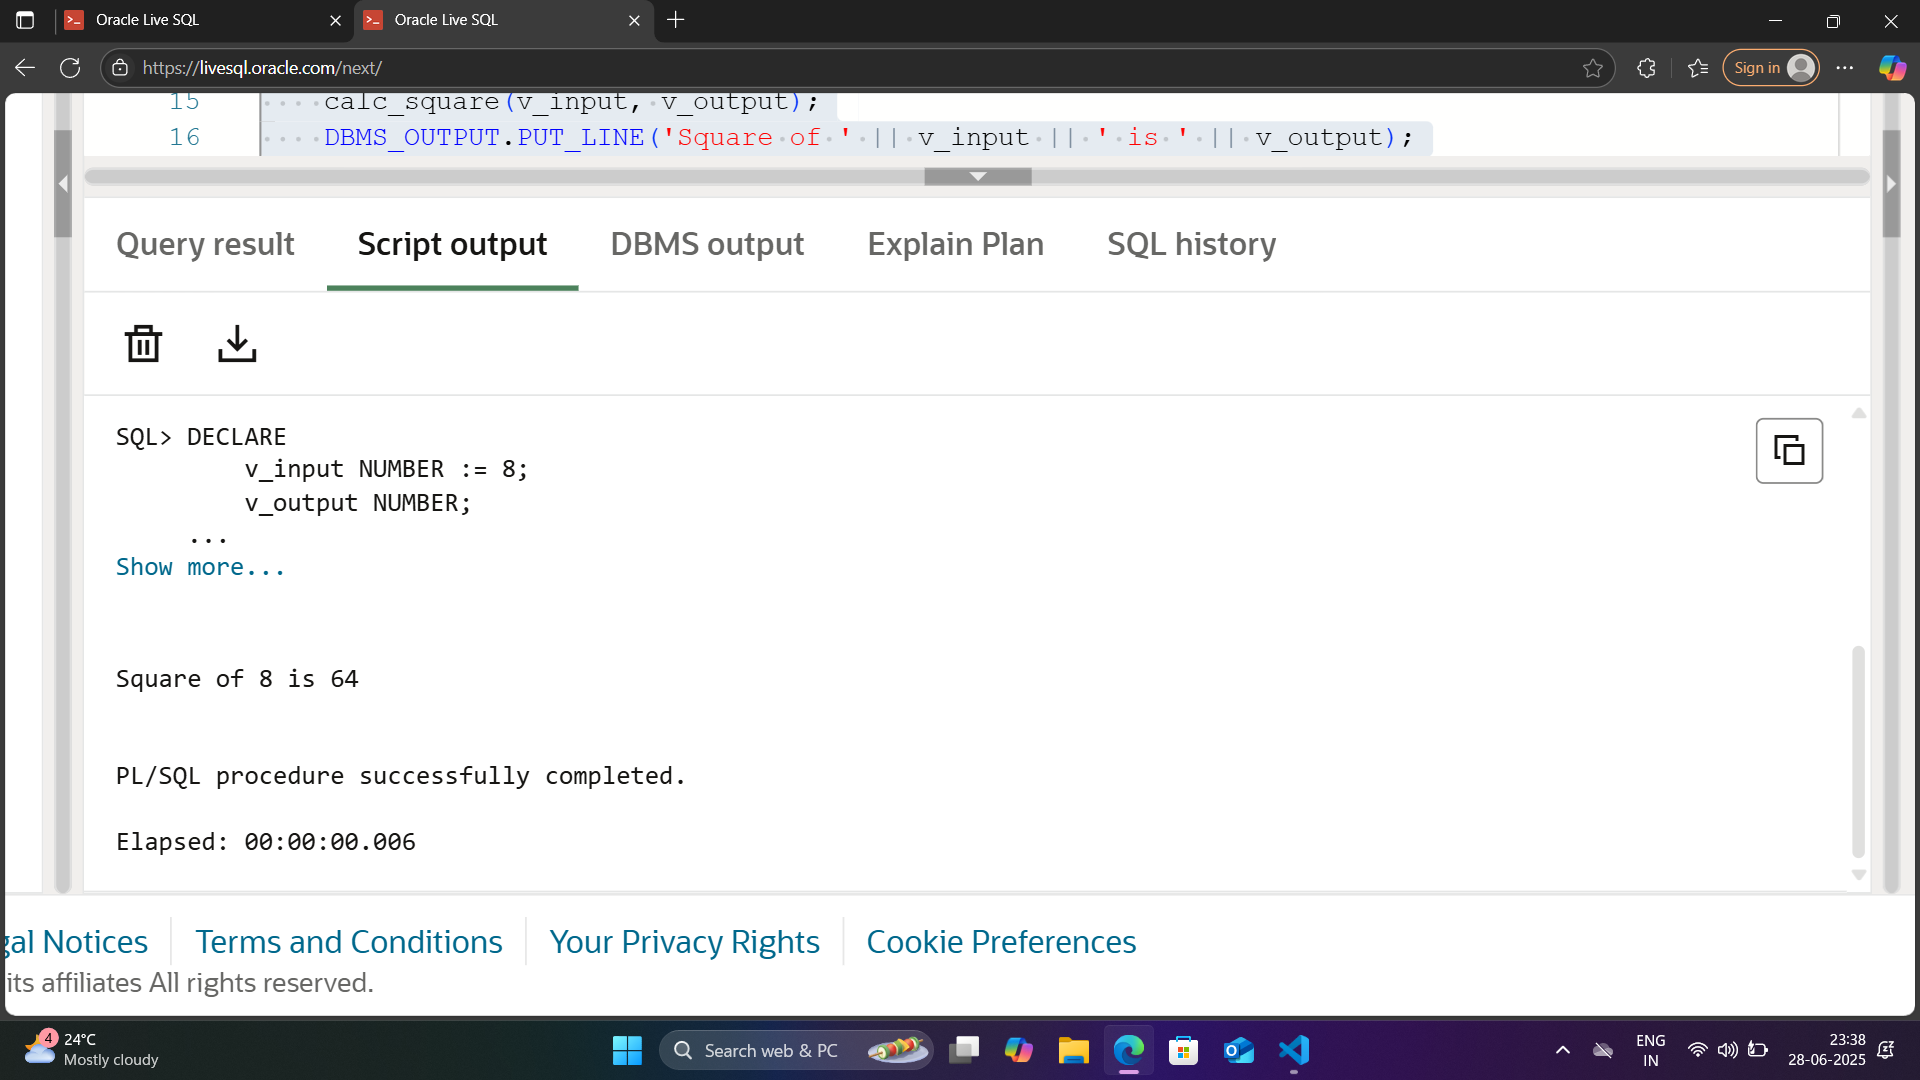 Oracle Live SQL
Oracle Live SQL
https://livesql.oracle.com/next/
Sign in
15 calc_square(v_input, v_output);
16 DBMS_OUTPUT.PUT_LINE('Square of ' || v_input || ' is ' || v_output);
Query result Script output DBMS output Explain Plan SQL history
SQL> DECLARE
v_input NUMBER := 8;
v_output NUMBER;
...
Show more...
Square of 8 is 64
PL/SQL procedure successfully completed.
Elapsed: 00:00:00.006
gal Notices Terms and Conditions Your Privacy Rights Cookie Preferences
its affiliates All rights reserved.
4
24°C
Mostly cloudy
Search web & PC
ENG
IN
23:38
28-06-2025